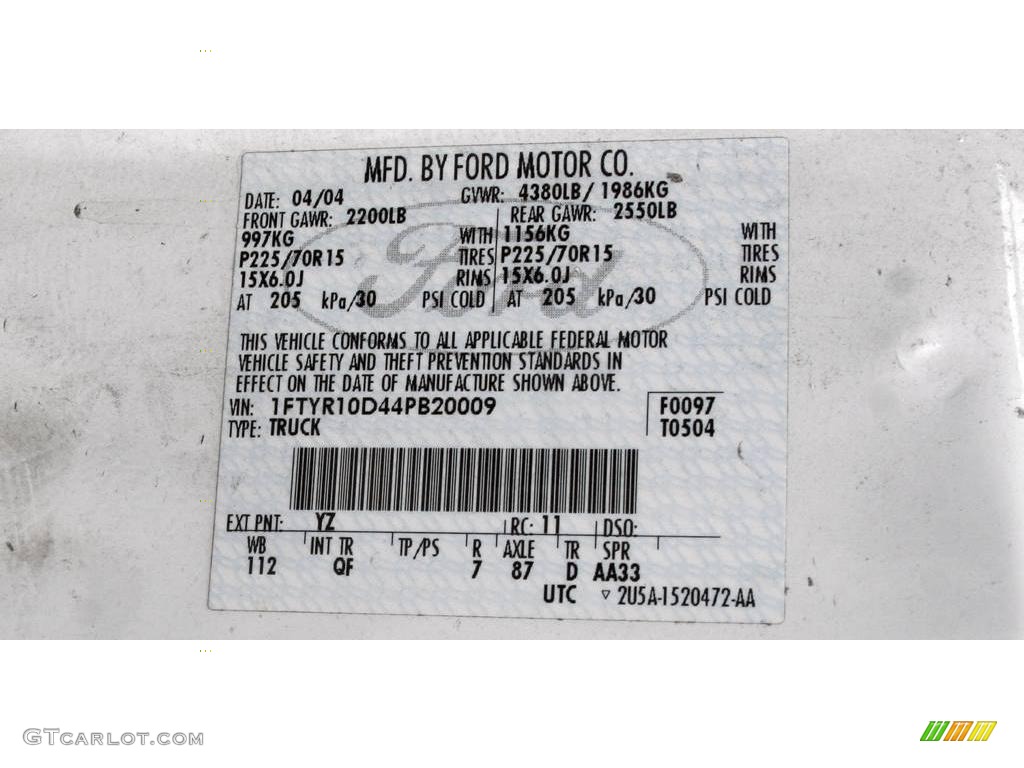 MFD. BY FORD MOTOR CO.
DATE: 04/04 GVWR: 4380LB/ 1986KG
FRONT GAWR: 2200LB REAR GAWR: 2550LB
997KG WITH 1156KG WITH
P225/70R15 TIRES P225/70R15 TIRES
15X6.0J RIMS 15X6.0J RIMS
AT 205 kPa/30 PSI COLD AT 205 kPa/30 PSI COLD
Ford
THIS VEHICLE CONFORMS TO ALL APPLICABLE FEDERAL MOTOR
VEHICLE SAFETY AND THEFT PREVENTION STANDARDS IN
EFFECT ON THE DATE OF MANUFACTURE SHOWN ABOVE.
VIN: 1FTYR10D44PB20009 F0097
TYPE: TRUCK T0504
EXT PNT: YZ RC: 11 DSO:
WB INT TR TP/PS R AXLE TR SPR
112 QF 7 87 D AA33
UTC ▿ 2U5A-1520472-AA
GTCARLOT.COM